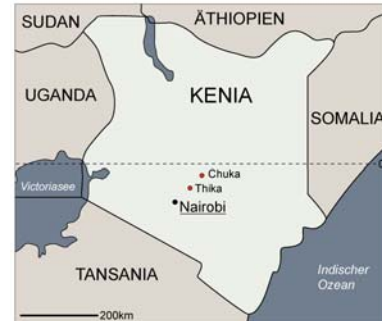 SUDAN
ÄTHIOPIEN
UGANDA
KENIA
SOMALIA
Victoriasee
Chuka
Thika
Nairobi
TANSANIA
Indischer
Ozean
200km